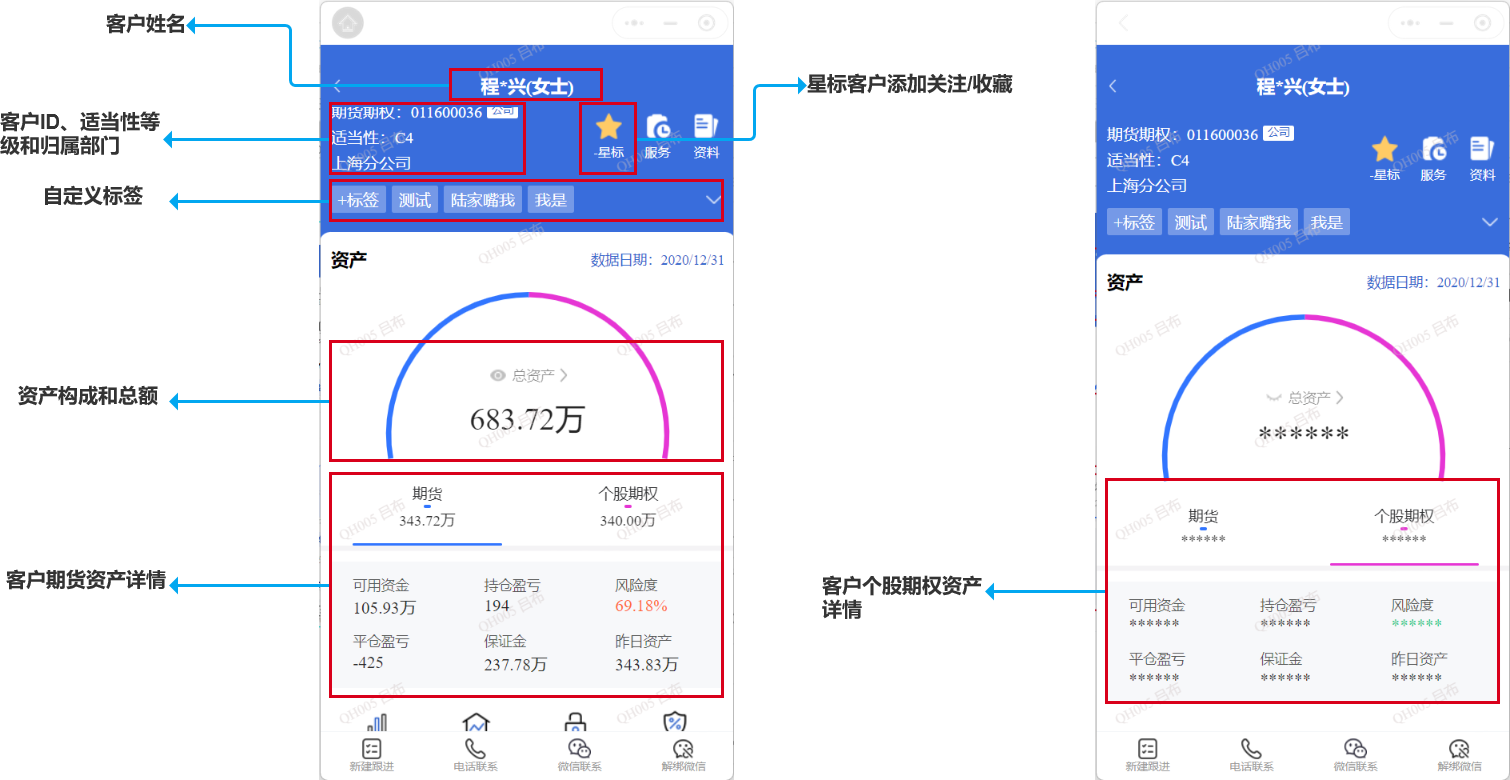 客户姓名
客户ID、适当性等
级和归属部门
自定义标签
资产构成和总额
客户期货资产详情
程*兴(女士)
期货期权：011600036 公司
适当性：C4
上海分公司
-星标 服务 资料
+标签 测试 陆家嘴我 我是
资产 数据日期：2020/12/31
总资产
683.72万
期货 个股期权
343.72万 340.00万
可用资金 持仓盈亏 风险度
105.93万 194 69.18%
平仓盈亏 保证金 昨日资产
-425 237.78万 343.83万
新建跟进 电话联系 微信联系 解绑微信
QH005 吕布
星标客户添加关注/收藏
客户个股期权资产
详情
程*兴(女士)
期货期权：011600036 公司
适当性：C4
上海分公司
-星标 服务 资料
+标签 测试 陆家嘴我 我是
资产 数据日期：2020/12/31
总资产
******
期货 个股期权
****** ******
可用资金 持仓盈亏 风险度
****** ****** ******
平仓盈亏 保证金 昨日资产
****** ****** ******
新建跟进 电话联系 微信联系 解绑微信
QH005 吕布